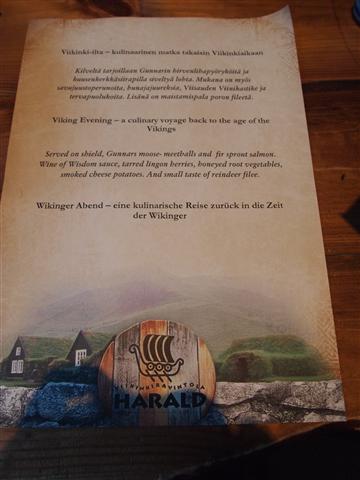 Viikinki-ilta – kulinaarinen matka takaisin Viikinkiaikaan
Kilveltä tarjoillaan Gunnarin hirvenlihapyöryköitä ja
kuusenkerkkäsiirapilla siveltyä lohta. Mukana on myös
savujuustoperunoita, hunajajuureksia, Viisauden Viinikastike ja
tervapuolukoita. Lisänä on maistamispala poron fileetä.
Viking Evening – a culinary voyage back to the age of the
Vikings
Served on shield, Gunnars moose- meetballs and fir sprout salmon.
Wine of Wisdom sauce, tarred lingon berries, honeyed root vegetables,
smoked cheese potatoes. And small taste of reindeer filee.
Wikinger Abend – eine kulinarische Reise zurück in die Zeit
der Wikinger
VIIKINKIRAVINTOLA
HARALD